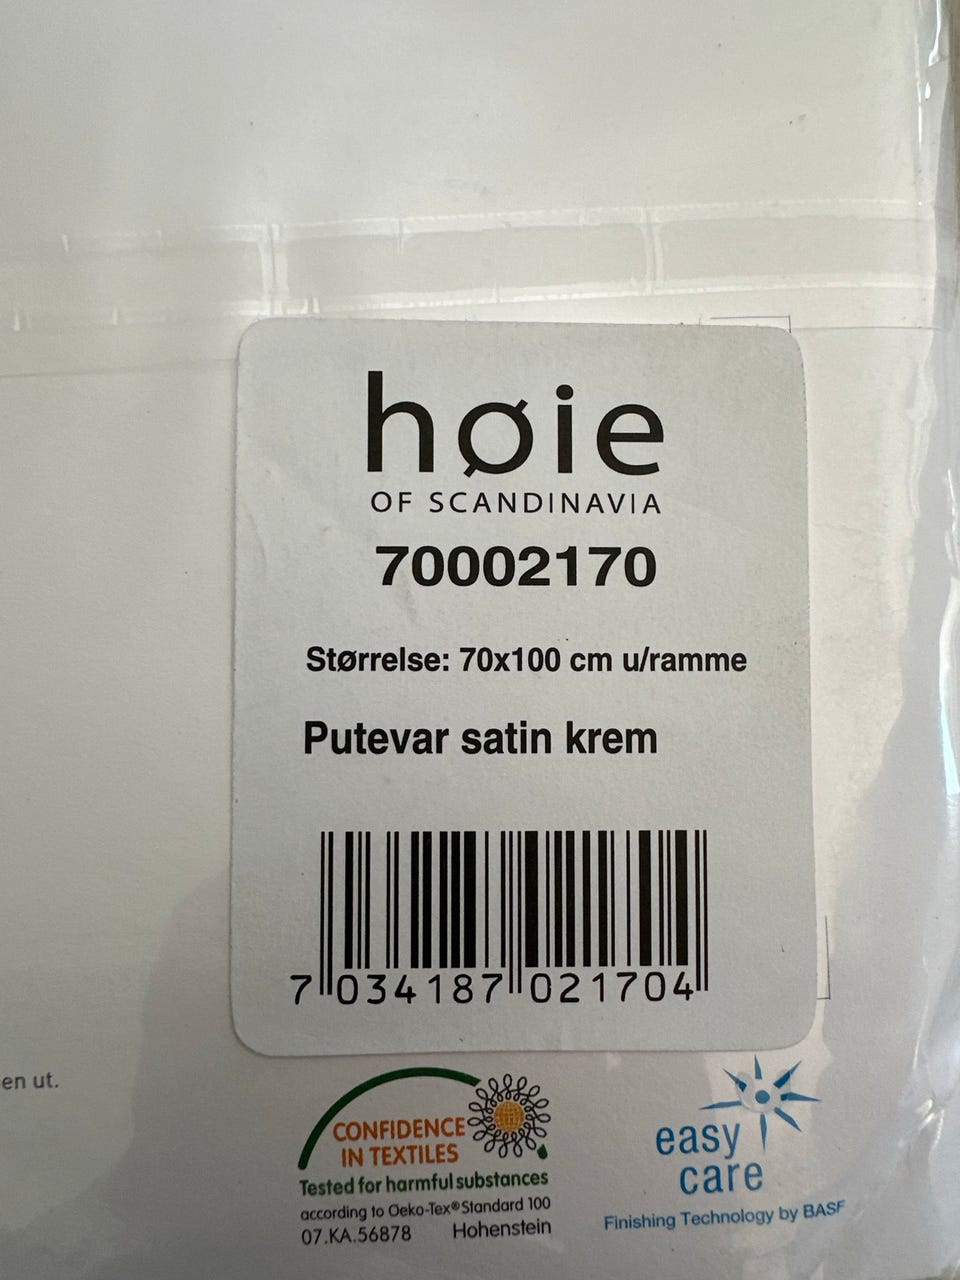 høie
OF SCANDINAVIA
70002170
Størrelse: 70x100 cm u/ramme
Putevar satin krem
7 034187 021704
en ut.
CONFIDENCE
IN TEXTILES
Tested for harmful substances
according to Oeko-Tex® Standard 100
07.KA.56878 Hohenstein
easy
care
Finishing Technology by BASF